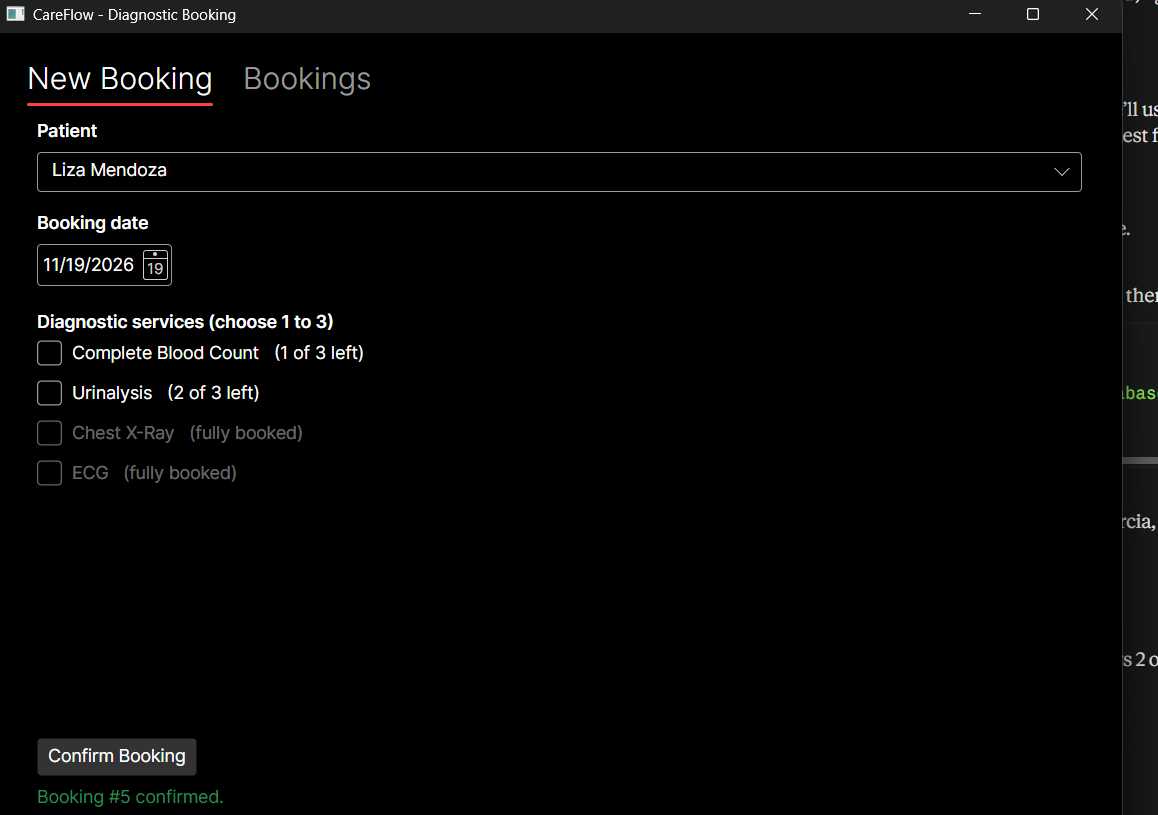 CareFlow - Diagnostic Booking
New Booking
Bookings
Patient
Liza Mendoza
Booking date
11/19/2026
19
Diagnostic services (choose 1 to 3)
Complete Blood Count (1 of 3 left)
Urinalysis (2 of 3 left)
Chest X-Ray (fully booked)
ECG (fully booked)
Confirm Booking
Booking #5 confirmed.